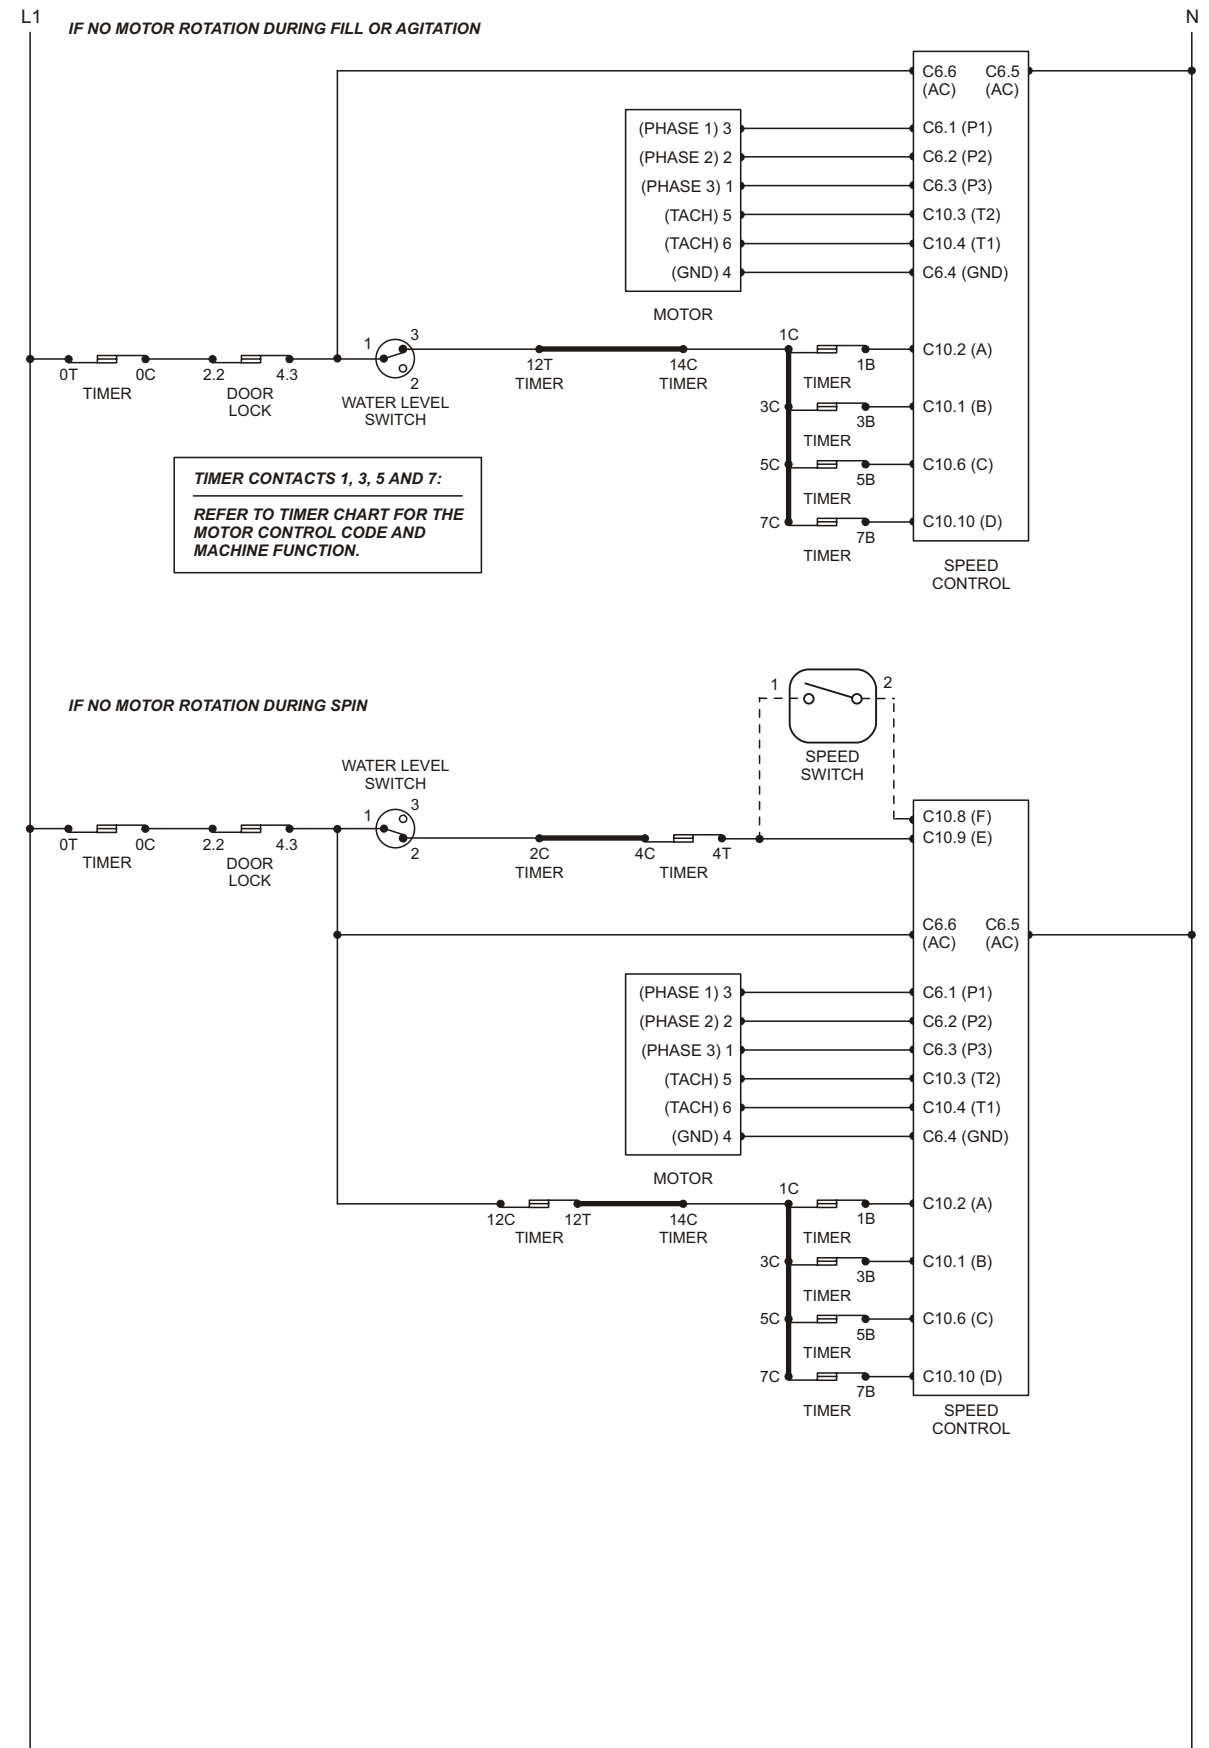 L1
N
IF NO MOTOR ROTATION DURING FILL OR AGITATION
C6.6 C6.5
(AC) (AC)
(PHASE 1) 3
C6.1 (P1)
(PHASE 2) 2
C6.2 (P2)
(PHASE 3) 1
C6.3 (P3)
(TACH) 5
C10.3 (T2)
(TACH) 6
C10.4 (T1)
(GND) 4
C6.4 (GND)
MOTOR
1 3
2
0T 0C
TIMER
2.2 4.3
DOOR
LOCK
WATER LEVEL
SWITCH
12T
TIMER
14C
TIMER
1C
1B
TIMER
C10.2 (A)
3C
3B
TIMER
C10.1 (B)
5C
5B
TIMER
C10.6 (C)
7C
7B
TIMER
C10.10 (D)
SPEED
CONTROL
TIMER CONTACTS 1, 3, 5 AND 7:
REFER TO TIMER CHART FOR THE
MOTOR CONTROL CODE AND
MACHINE FUNCTION.
IF NO MOTOR ROTATION DURING SPIN
1 2
SPEED
SWITCH
WATER LEVEL
SWITCH
1 3
2
0T 0C
TIMER
2.2 4.3
DOOR
LOCK
2C
TIMER
4C 4T
TIMER
C10.8 (F)
C10.9 (E)
C6.6 C6.5
(AC) (AC)
(PHASE 1) 3
C6.1 (P1)
(PHASE 2) 2
C6.2 (P2)
(PHASE 3) 1
C6.3 (P3)
(TACH) 5
C10.3 (T2)
(TACH) 6
C10.4 (T1)
(GND) 4
C6.4 (GND)
MOTOR
12C 12T
TIMER
14C
TIMER
1C
1B
TIMER
C10.2 (A)
3C
3B
TIMER
C10.1 (B)
5C
5B
TIMER
C10.6 (C)
7C
7B
TIMER
C10.10 (D)
SPEED
CONTROL